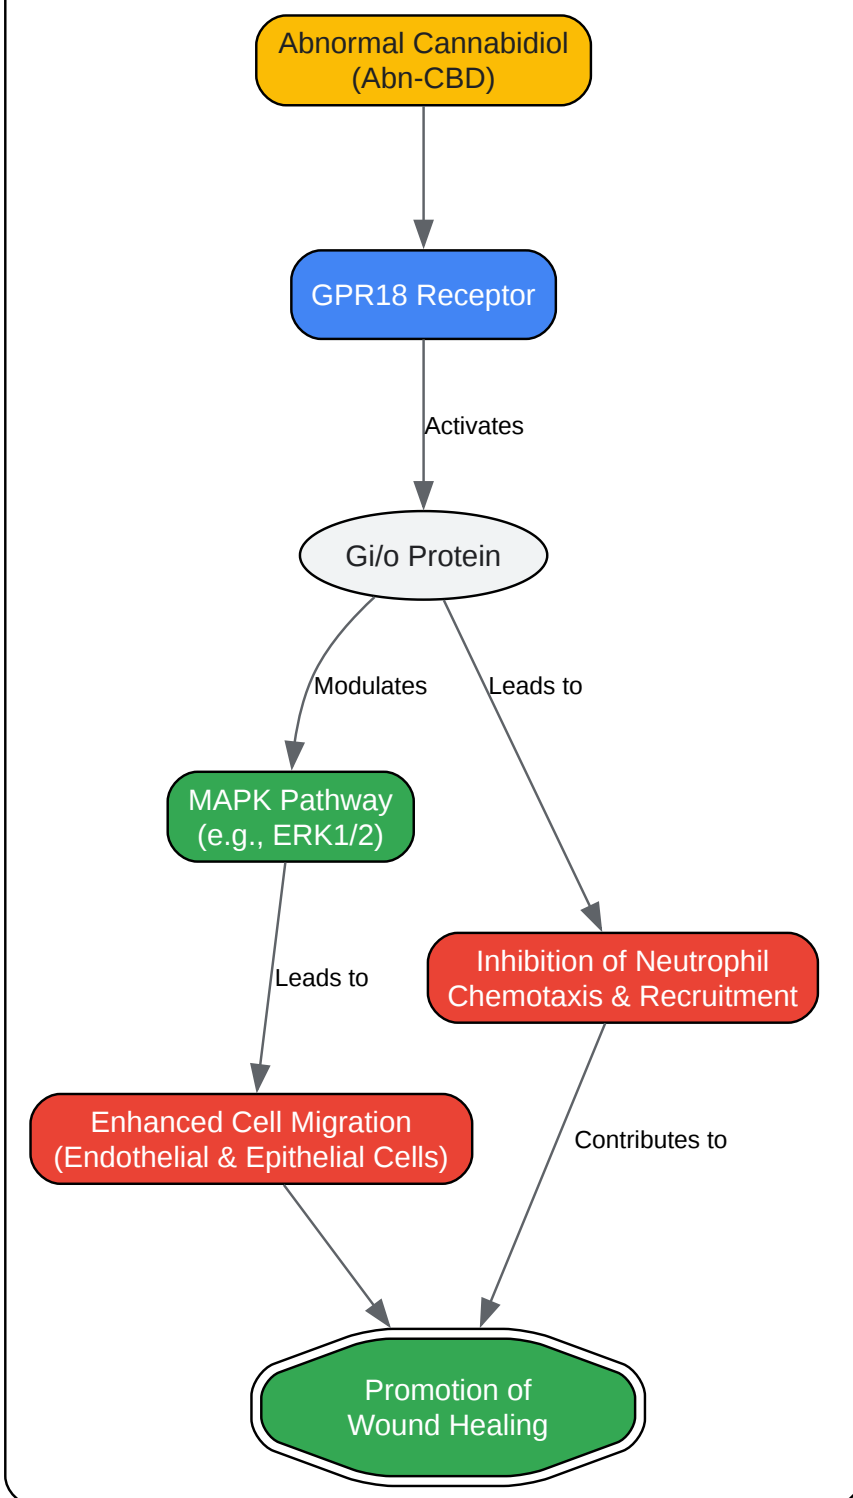 Abnormal Cannabidiol
(Abn-CBD)
GPR18 Receptor
Activates
Gi/o Protein
Modulates
Leads to
MAPK Pathway
(e.g., ERK1/2)
Inhibition of Neutrophil
Chemotaxis & Recruitment
Leads to
Enhanced Cell Migration
(Endothelial & Epithelial Cells)
Contributes to
Promotion of
Wound Healing